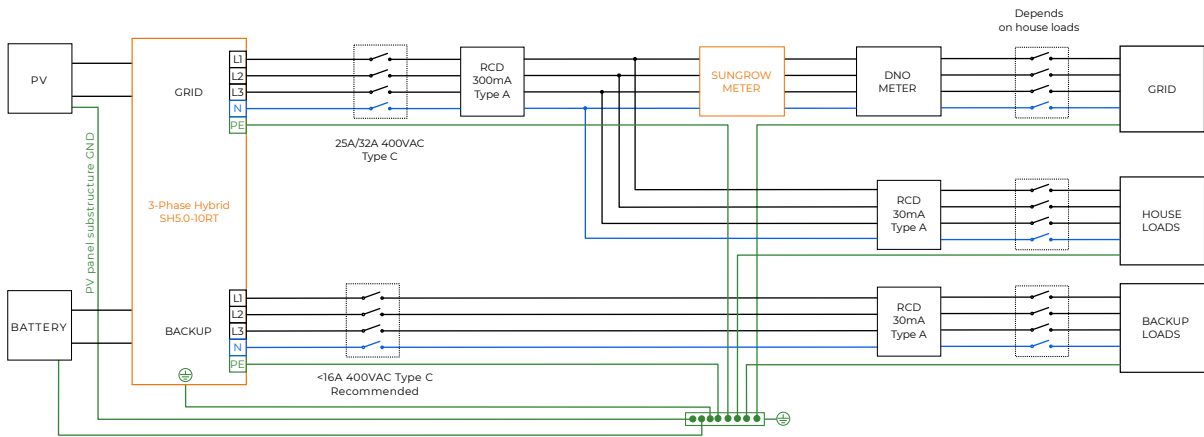 Depends
on house loads
PV
GRID
L1
L2
L3
N
PE
25A/32A 400VAC
Type C
RCD
300mA
Type A
SUNGROW
METER
DNO
METER
GRID
PV panel substructure GND
3-Phase Hybrid
SH5.0-10RT
RCD
30mA
Type A
HOUSE
LOADS
BATTERY
BACKUP
L1
L2
L3
N
PE
<16A 400VAC Type C
Recommended
RCD
30mA
Type A
BACKUP
LOADS